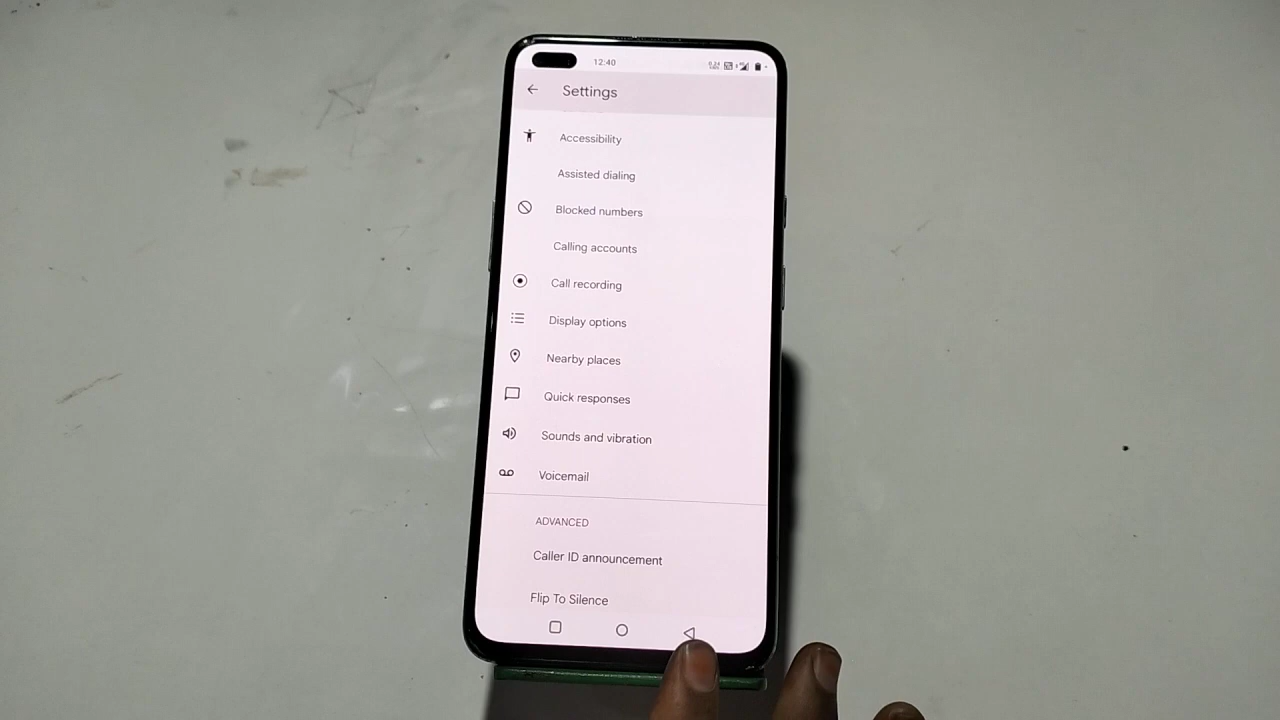 12:40
Settings
Accessibility
Assisted dialing
Blocked numbers
Calling accounts
Call recording
Display options
Nearby places
Quick responses
Sounds and vibration
Voicemail
ADVANCED
Caller ID announcement
Flip To Silence